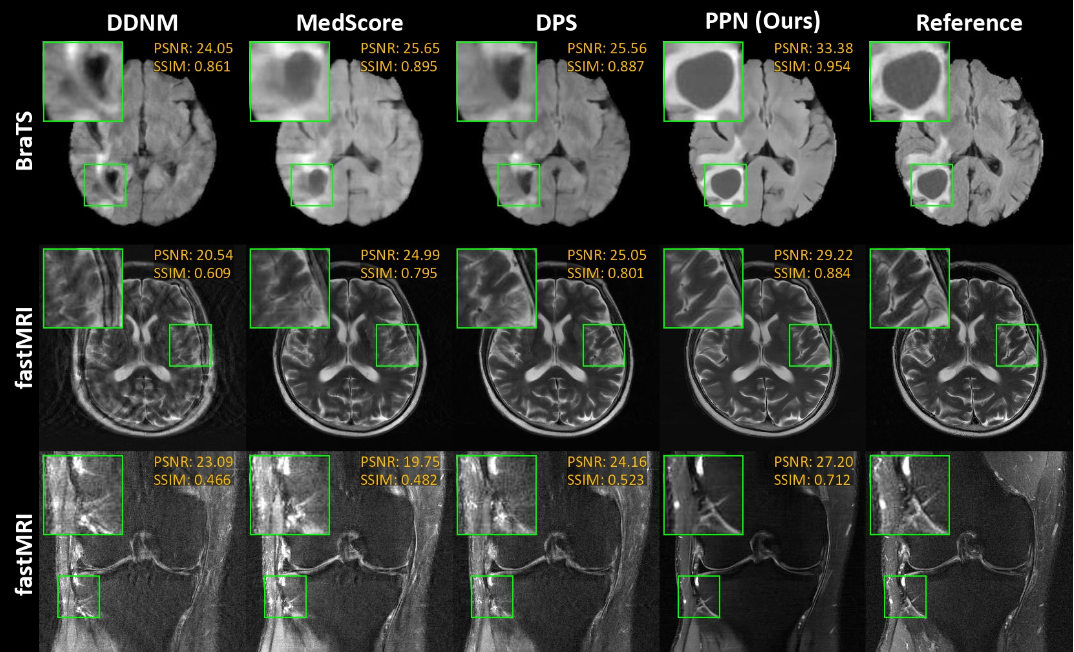 DDNM MedScore DPS PPN (Ours) Reference
BraTS
PSNR: 24.05
SSIM: 0.861
PSNR: 25.65
SSIM: 0.895
PSNR: 25.56
SSIM: 0.887
PSNR: 33.38
SSIM: 0.954
fastMRI
PSNR: 20.54
SSIM: 0.609
PSNR: 24.99
SSIM: 0.795
PSNR: 25.05
SSIM: 0.801
PSNR: 29.22
SSIM: 0.884
fastMRI
PSNR: 23.09
SSIM: 0.466
PSNR: 19.75
SSIM: 0.482
PSNR: 24.16
SSIM: 0.523
PSNR: 27.20
SSIM: 0.712